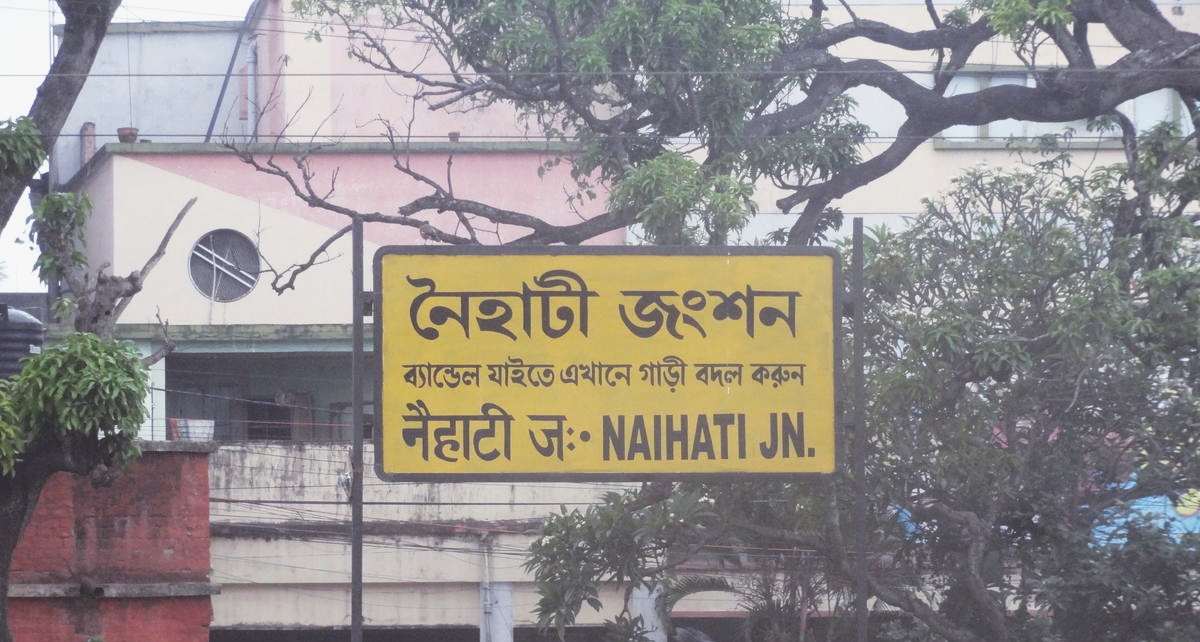 নৈহাটী জংশন
ব্যান্ডেল যাইতে এখানে গাড়ী বদল করুন
नैहाटी जः• NAIHATI JN.